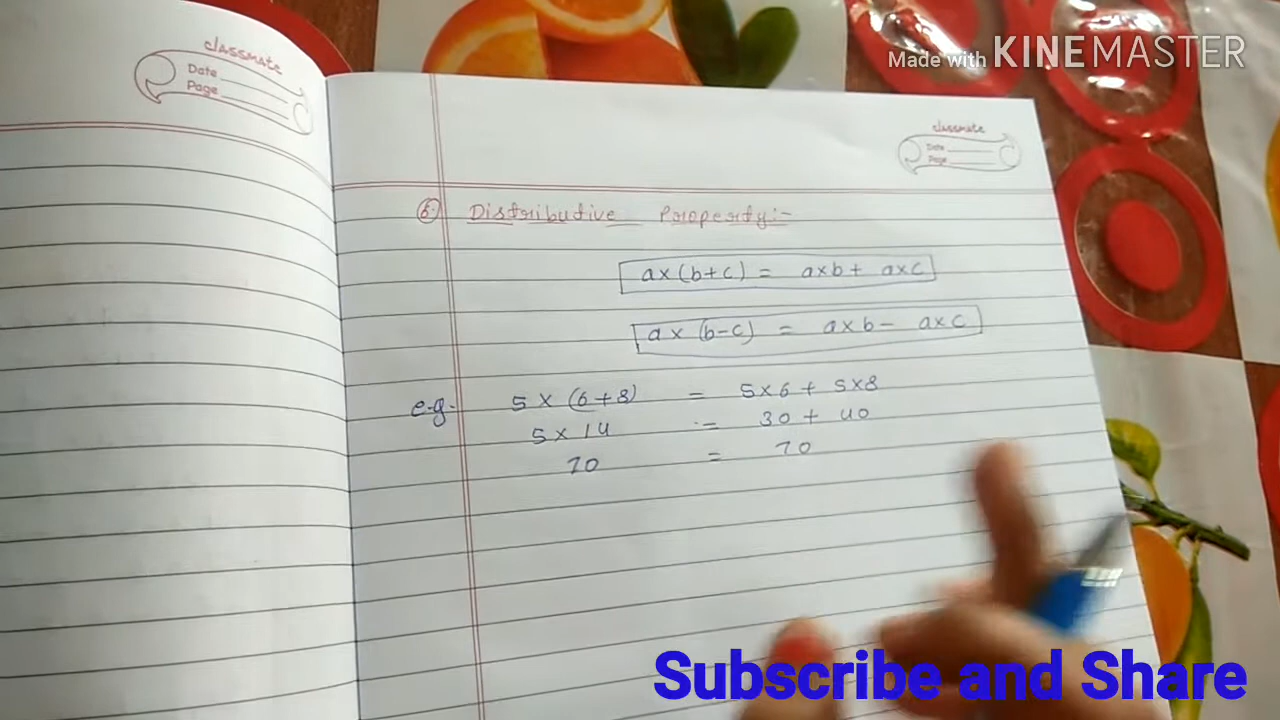 Made with KINEMASTER
classmate
Date
Page
classmate
Date
Page
6. Distributive Property:-
a×(b+c) = a×b + a×c
a×(b-c) = a×b - a×c
e.g. 5×(6+8) = 5×6 + 5×8
5×14 = 30 + 40
70 = 70
Subscribe and Share